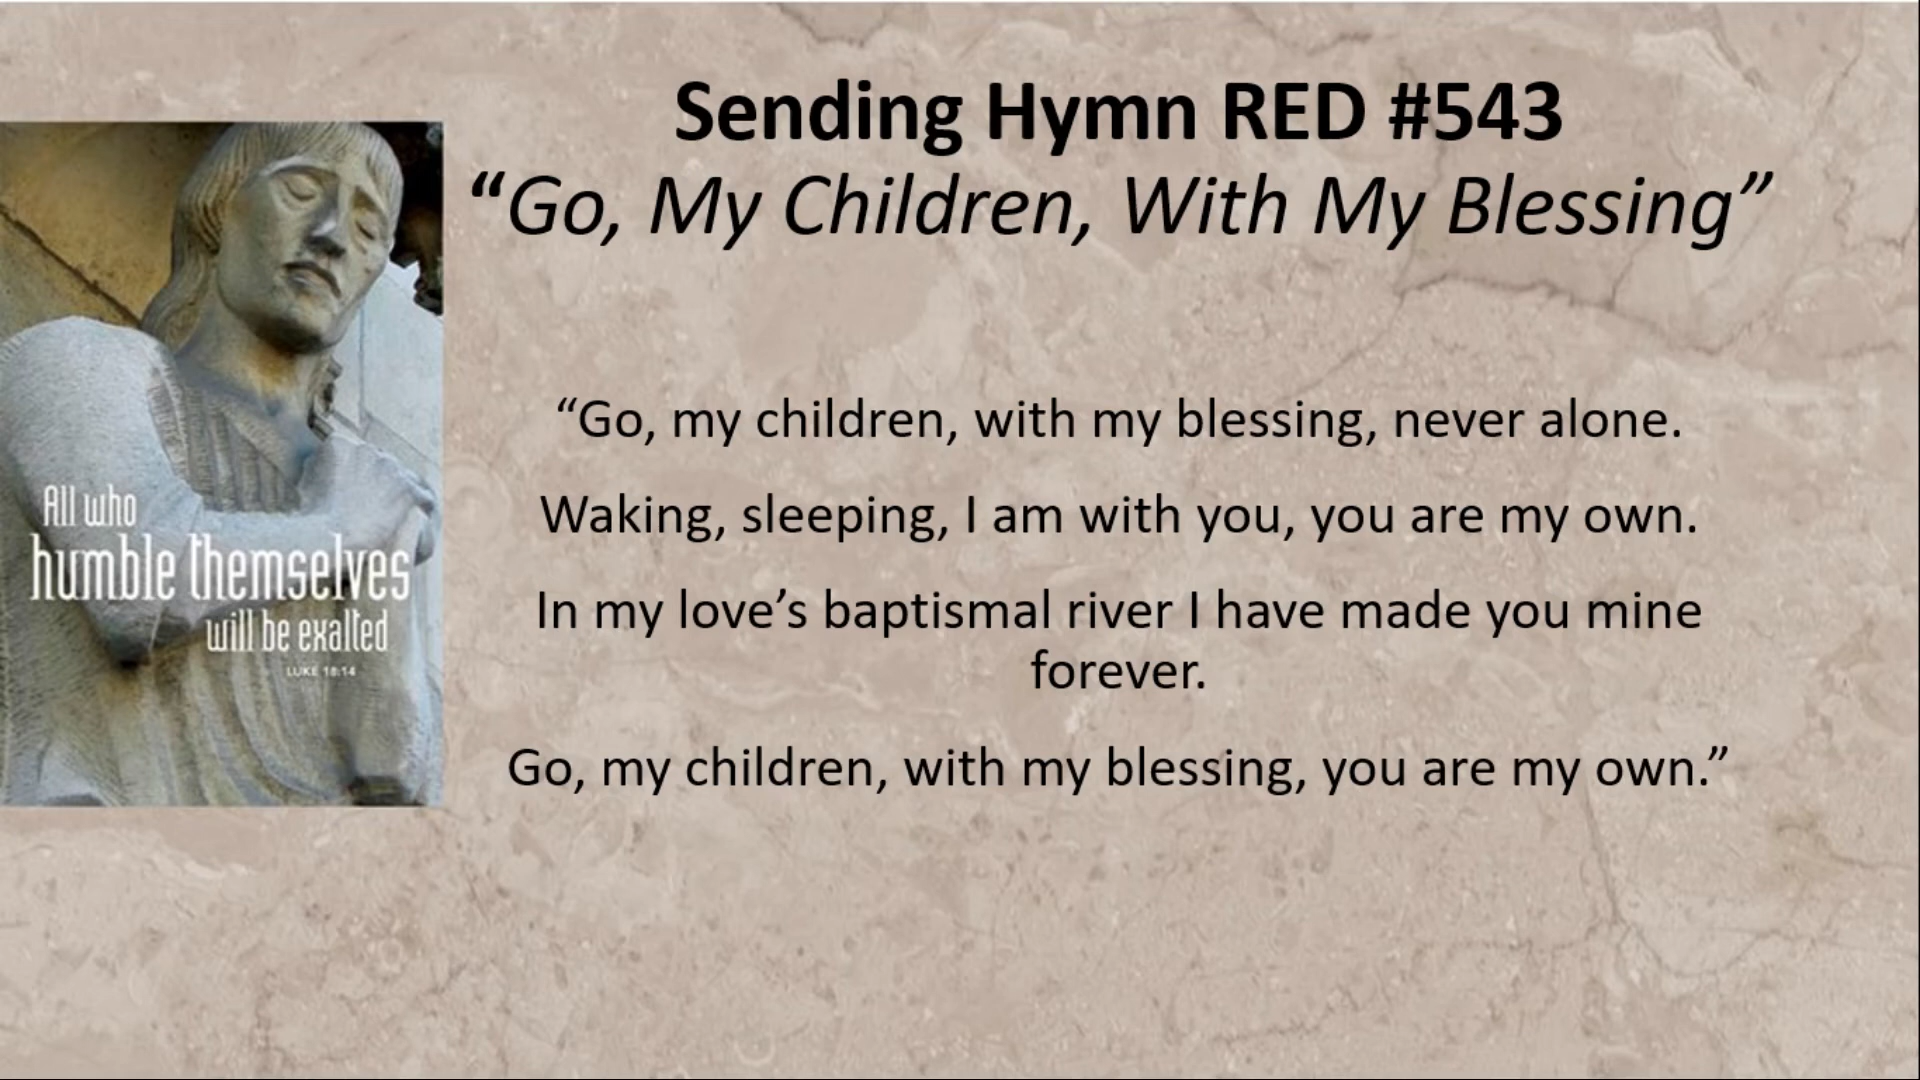 Sending Hymn RED #543
“Go, My Children, With My Blessing”
“Go, my children, with my blessing, never alone.
Waking, sleeping, I am with you, you are my own.
In my love’s baptismal river I have made you mine
forever.
Go, my children, with my blessing, you are my own.”
All who
humble themselves
will be exalted
LUKE 18:14